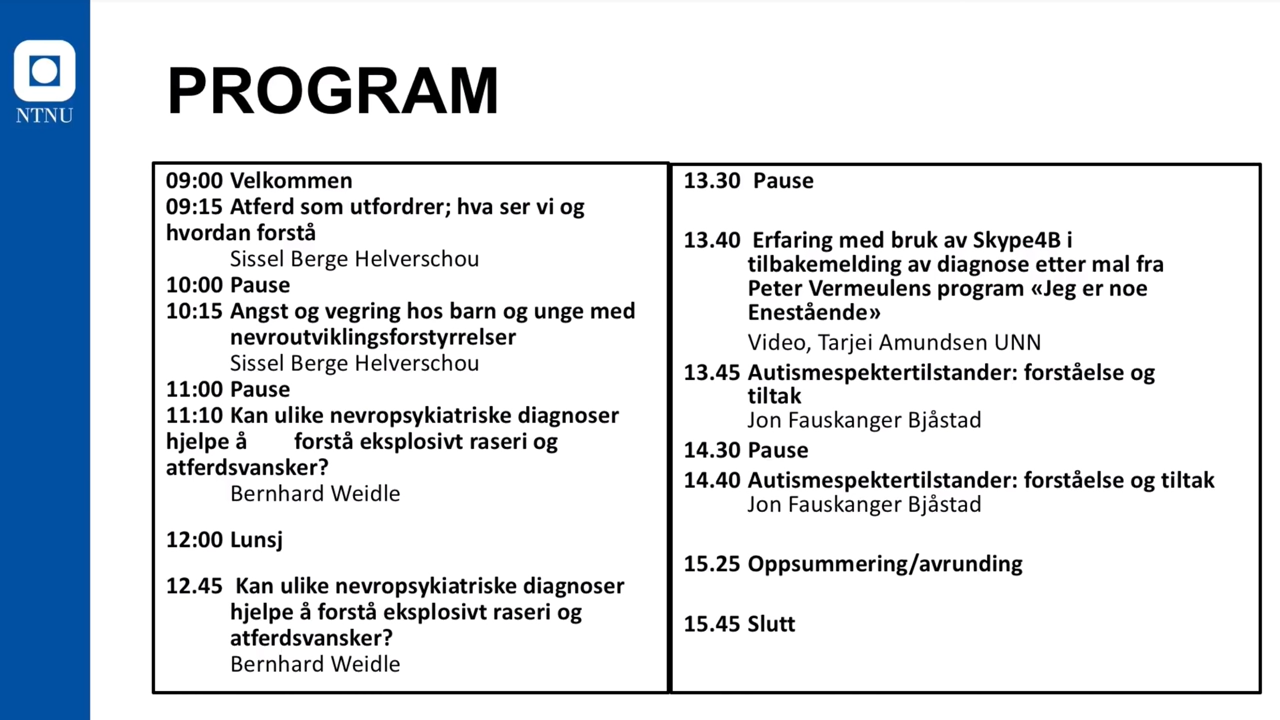 NTNU
PROGRAM
09:00 Velkommen
09:15 Atferd som utfordrer; hva ser vi og
hvordan forstå
Sissel Berge Helverschou
10:00 Pause
10:15 Angst og vegring hos barn og unge med
nevroutviklingsforstyrrelser
Sissel Berge Helverschou
11:00 Pause
11:10 Kan ulike nevropsykiatriske diagnoser
hjelpe å forstå eksplosivt raseri og
atferdsvansker?
Bernhard Weidle
12:00 Lunsj
12.45 Kan ulike nevropsykiatriske diagnoser
hjelpe å forstå eksplosivt raseri og
atferdsvansker?
Bernhard Weidle
13.30 Pause
13.40 Erfaring med bruk av Skype4B i
tilbakemelding av diagnose etter mal fra
Peter Vermeulens program «Jeg er noe
Enestående»
Video, Tarjei Amundsen UNN
13.45 Autismespektertilstander: forståelse og
tiltak
Jon Fauskanger Bjåstad
14.30 Pause
14.40 Autismespektertilstander: forståelse og tiltak
Jon Fauskanger Bjåstad
15.25 Oppsummering/avrunding
15.45 Slutt